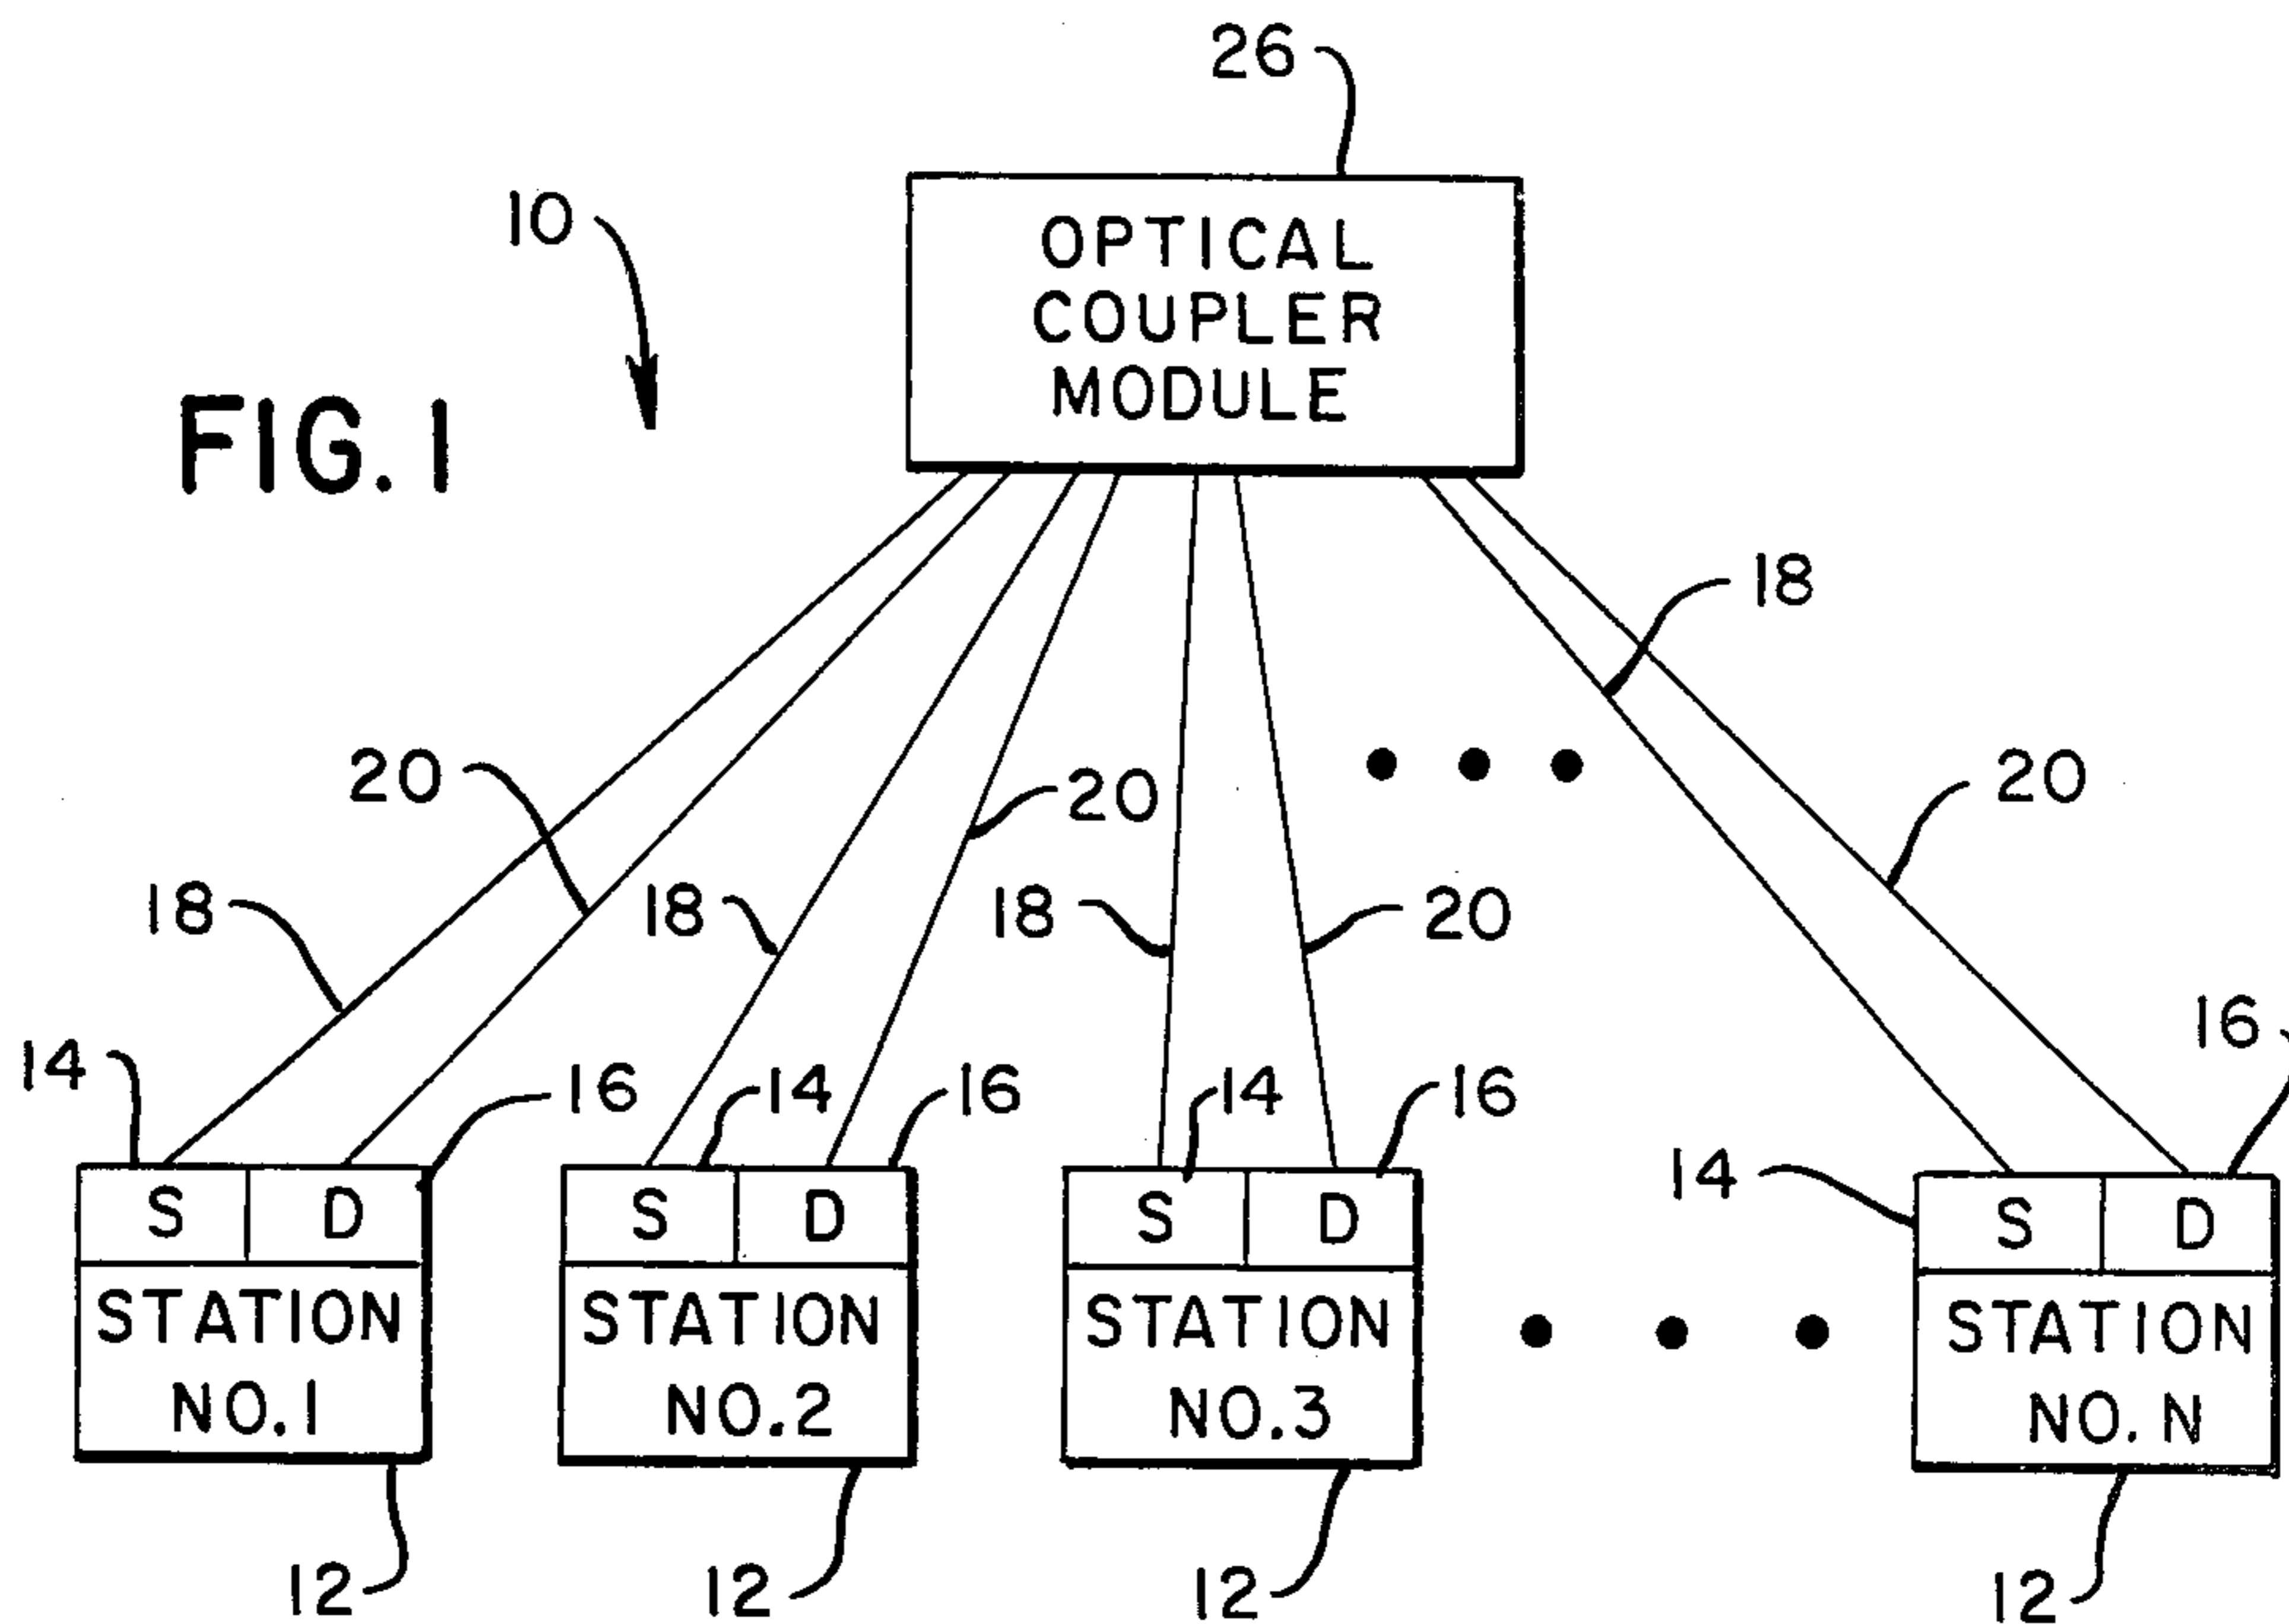 26
10
OPTICAL
COUPLER
MODULE
FIG. 1
18
20
20
20
18
18
18
20
16
14
16
14
16
14
16
14
S D
S D
S D
S D
STATION
NO. 1
STATION
NO. 2
STATION
NO. 3
STATION
NO. N
12
12
12
12